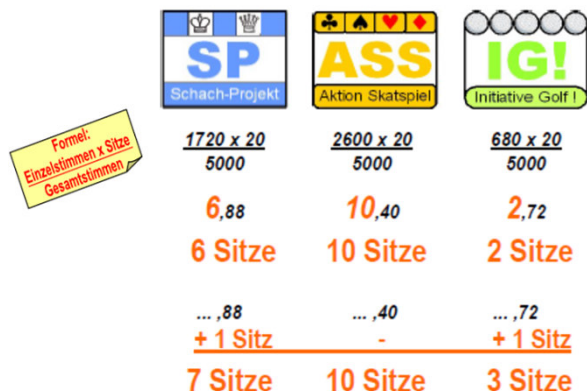 SP
Schach-Projekt
ASS
Aktion Skatspiel
IG!
Initiative Golf !
Formel:
Einzelstimmen x Sitze
Gesamtstimmen
1720 x 20
5000
2600 x 20
5000
680 x 20
5000
6,88
10,40
2,72
6 Sitze
10 Sitze
2 Sitze
... ,88
... ,40
... ,72
+ 1 Sitz
-
+ 1 Sitz
7 Sitze
10 Sitze
3 Sitze